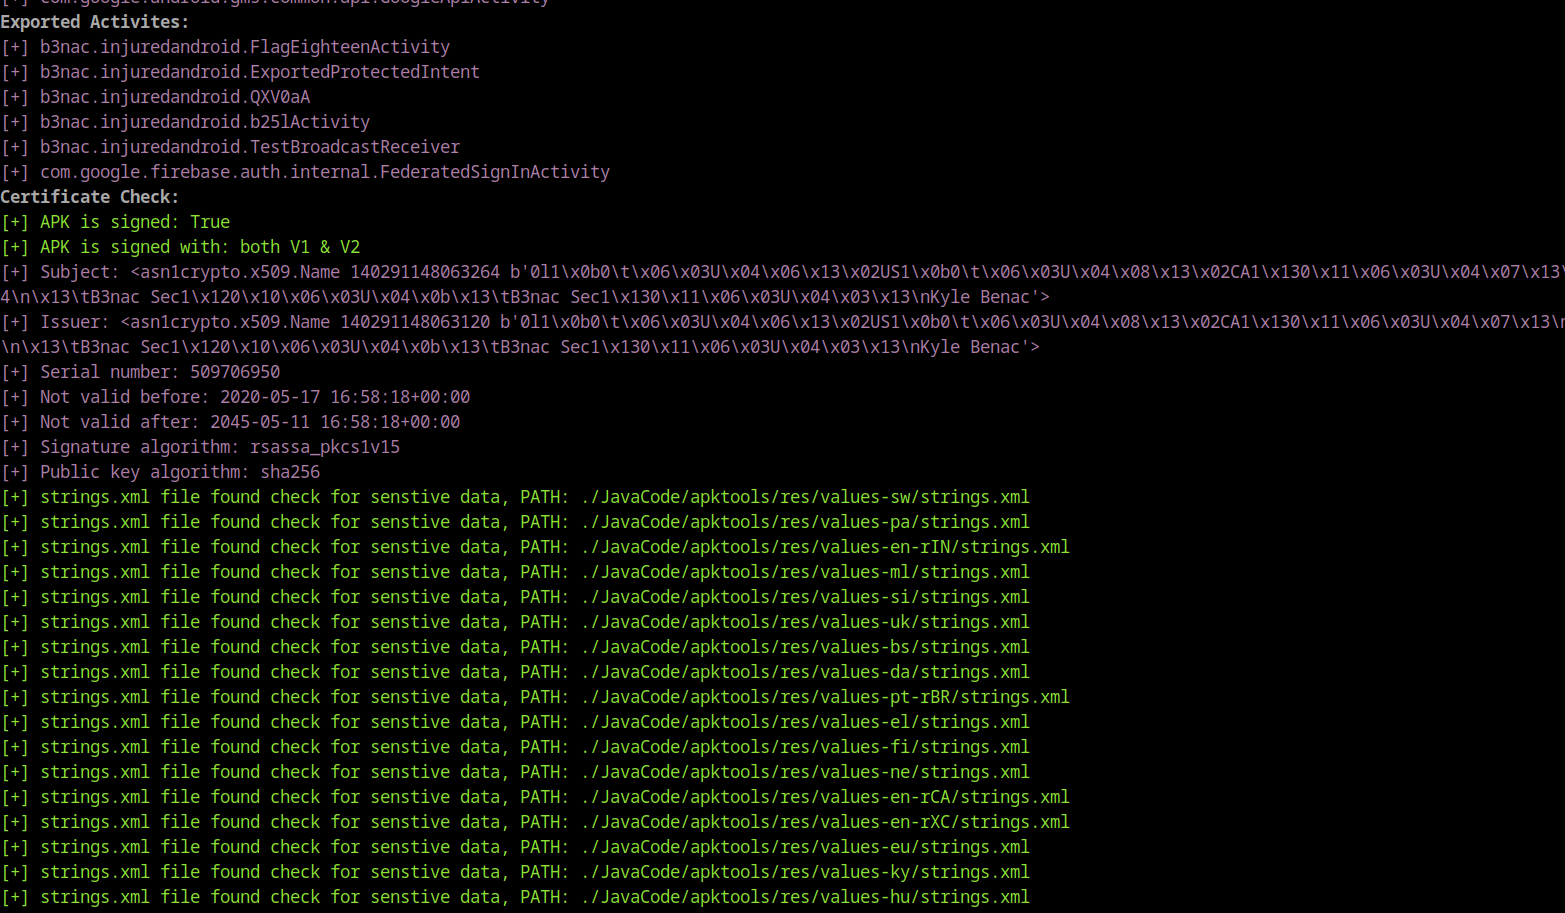 [+] com.google.android.gms.common.api.GoogleApiActivity
Exported Activites:
[+] b3nac.injuredandroid.FlagEighteenActivity
[+] b3nac.injuredandroid.ExportedProtectedIntent
[+] b3nac.injuredandroid.QXV0aA
[+] b3nac.injuredandroid.b25lActivity
[+] b3nac.injuredandroid.TestBroadcastReceiver
[+] com.google.firebase.auth.internal.FederatedSignInActivity
Certificate Check:
[+] APK is signed: True
[+] APK is signed with: both V1 & V2
[+] Subject: <asn1crypto.x509.Name 140291148063264 b'0l1\x0b0\t\x06\x03U\x04\x06\x13\x02US1\x0b0\t\x06\x03U\x04\x08\x13\x02CA1\x130\x11\x06\x03U\x04\x07\x13\
4\n\x13\tB3nac Sec1\x120\x10\x06\x03U\x04\x0b\x13\tB3nac Sec1\x130\x11\x06\x03U\x04\x03\x13\nKyle Benac'>
[+] Issuer: <asn1crypto.x509.Name 140291148063120 b'0l1\x0b0\t\x06\x03U\x04\x06\x13\x02US1\x0b0\t\x06\x03U\x04\x08\x13\x02CA1\x130\x11\x06\x03U\x04\x07\x13\n
\n\x13\tB3nac Sec1\x120\x10\x06\x03U\x04\x0b\x13\tB3nac Sec1\x130\x11\x06\x03U\x04\x03\x13\nKyle Benac'>
[+] Serial number: 509706950
[+] Not valid before: 2020-05-17 16:58:18+00:00
[+] Not valid after: 2045-05-11 16:58:18+00:00
[+] Signature algorithm: rsassa_pkcs1v15
[+] Public key algorithm: sha256
[+] strings.xml file found check for senstive data, PATH: ./JavaCode/apktools/res/values-sw/strings.xml
[+] strings.xml file found check for senstive data, PATH: ./JavaCode/apktools/res/values-pa/strings.xml
[+] strings.xml file found check for senstive data, PATH: ./JavaCode/apktools/res/values-en-rIN/strings.xml
[+] strings.xml file found check for senstive data, PATH: ./JavaCode/apktools/res/values-ml/strings.xml
[+] strings.xml file found check for senstive data, PATH: ./JavaCode/apktools/res/values-si/strings.xml
[+] strings.xml file found check for senstive data, PATH: ./JavaCode/apktools/res/values-uk/strings.xml
[+] strings.xml file found check for senstive data, PATH: ./JavaCode/apktools/res/values-bs/strings.xml
[+] strings.xml file found check for senstive data, PATH: ./JavaCode/apktools/res/values-da/strings.xml
[+] strings.xml file found check for senstive data, PATH: ./JavaCode/apktools/res/values-pt-rBR/strings.xml
[+] strings.xml file found check for senstive data, PATH: ./JavaCode/apktools/res/values-el/strings.xml
[+] strings.xml file found check for senstive data, PATH: ./JavaCode/apktools/res/values-fi/strings.xml
[+] strings.xml file found check for senstive data, PATH: ./JavaCode/apktools/res/values-ne/strings.xml
[+] strings.xml file found check for senstive data, PATH: ./JavaCode/apktools/res/values-en-rCA/strings.xml
[+] strings.xml file found check for senstive data, PATH: ./JavaCode/apktools/res/values-en-rXC/strings.xml
[+] strings.xml file found check for senstive data, PATH: ./JavaCode/apktools/res/values-eu/strings.xml
[+] strings.xml file found check for senstive data, PATH: ./JavaCode/apktools/res/values-ky/strings.xml
[+] strings.xml file found check for senstive data, PATH: ./JavaCode/apktools/res/values-hu/strings.xml